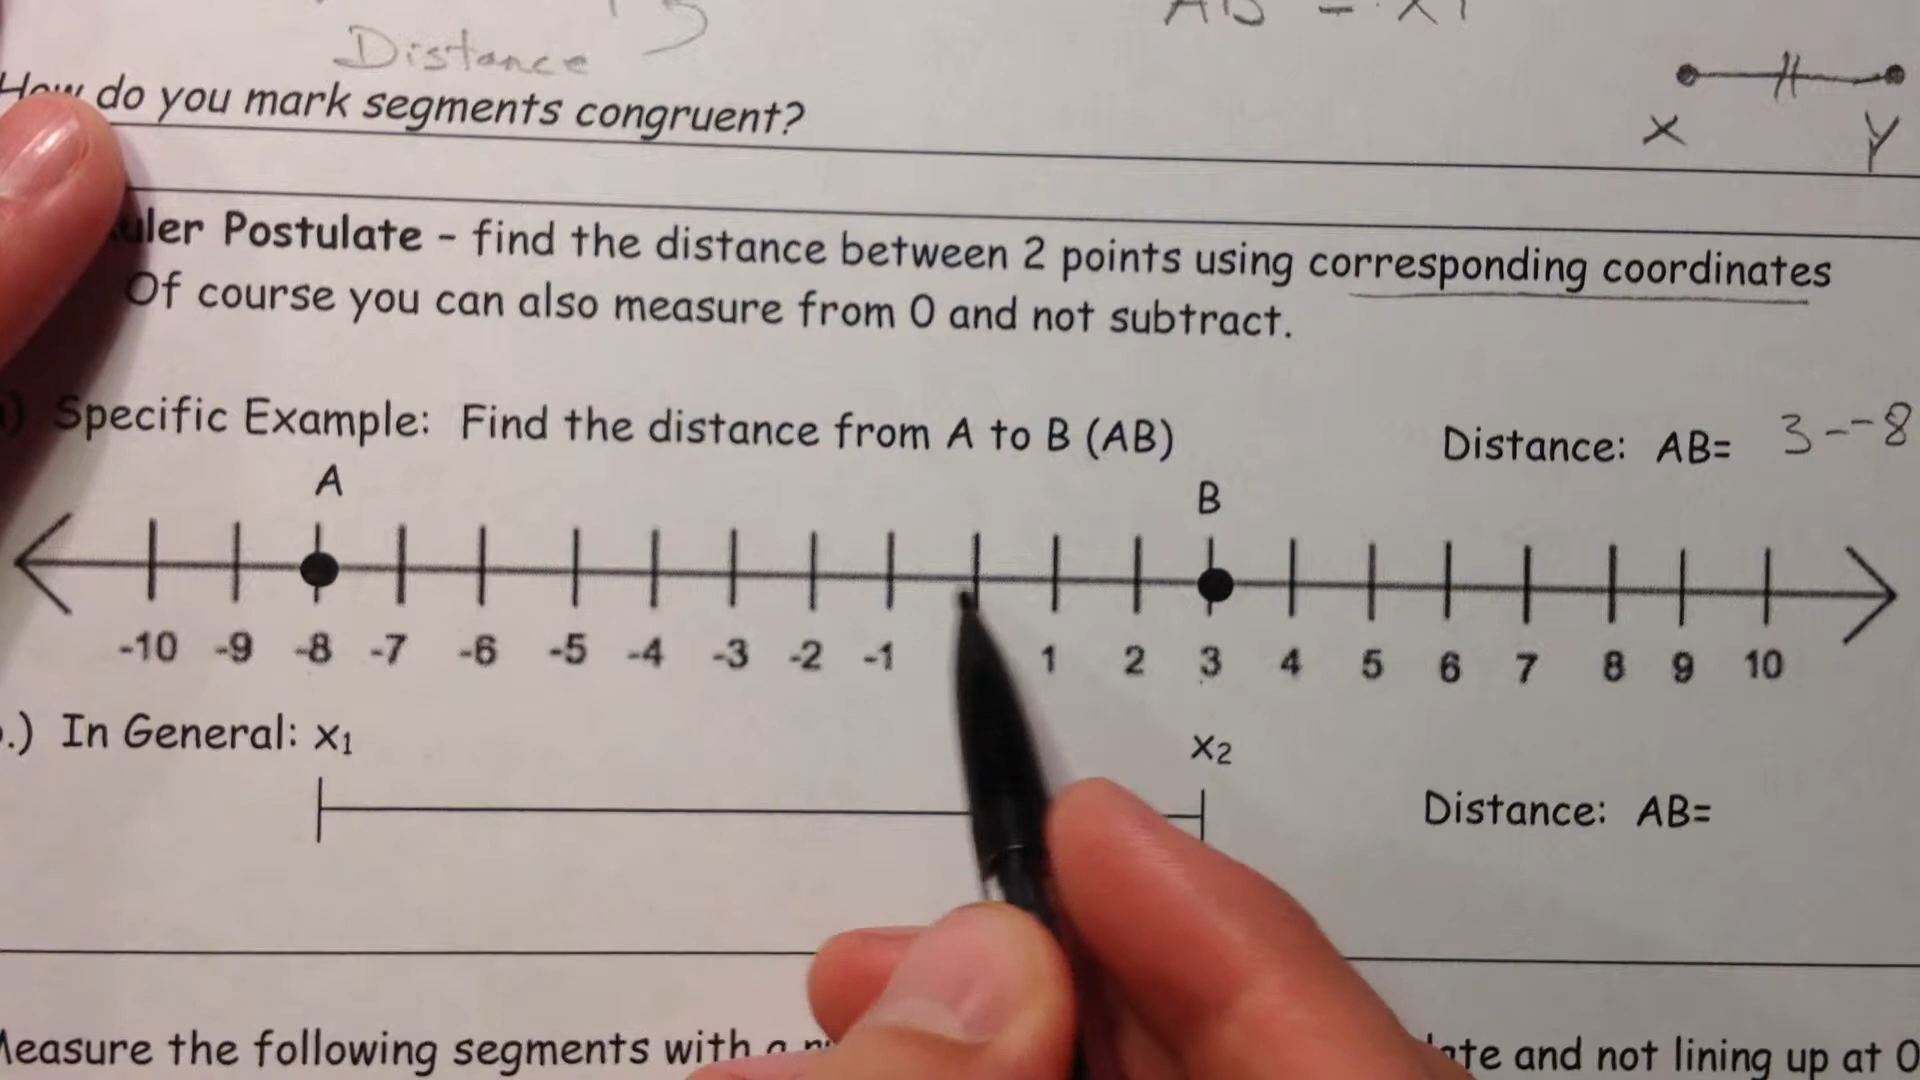 Distance
How do you mark segments congruent?
X Y
uler Postulate - find the distance between 2 points using corresponding coordinates
Of course you can also measure from 0 and not subtract.
) Specific Example: Find the distance from A to B (AB)
Distance: AB= 3--8
A B
-10 -9 -8 -7 -6 -5 -4 -3 -2 -1 1 2 3 4 5 6 7 8 9 10
.) In General: x1 x2
Distance: AB=
Measure the following segments with a and not lining up at 0